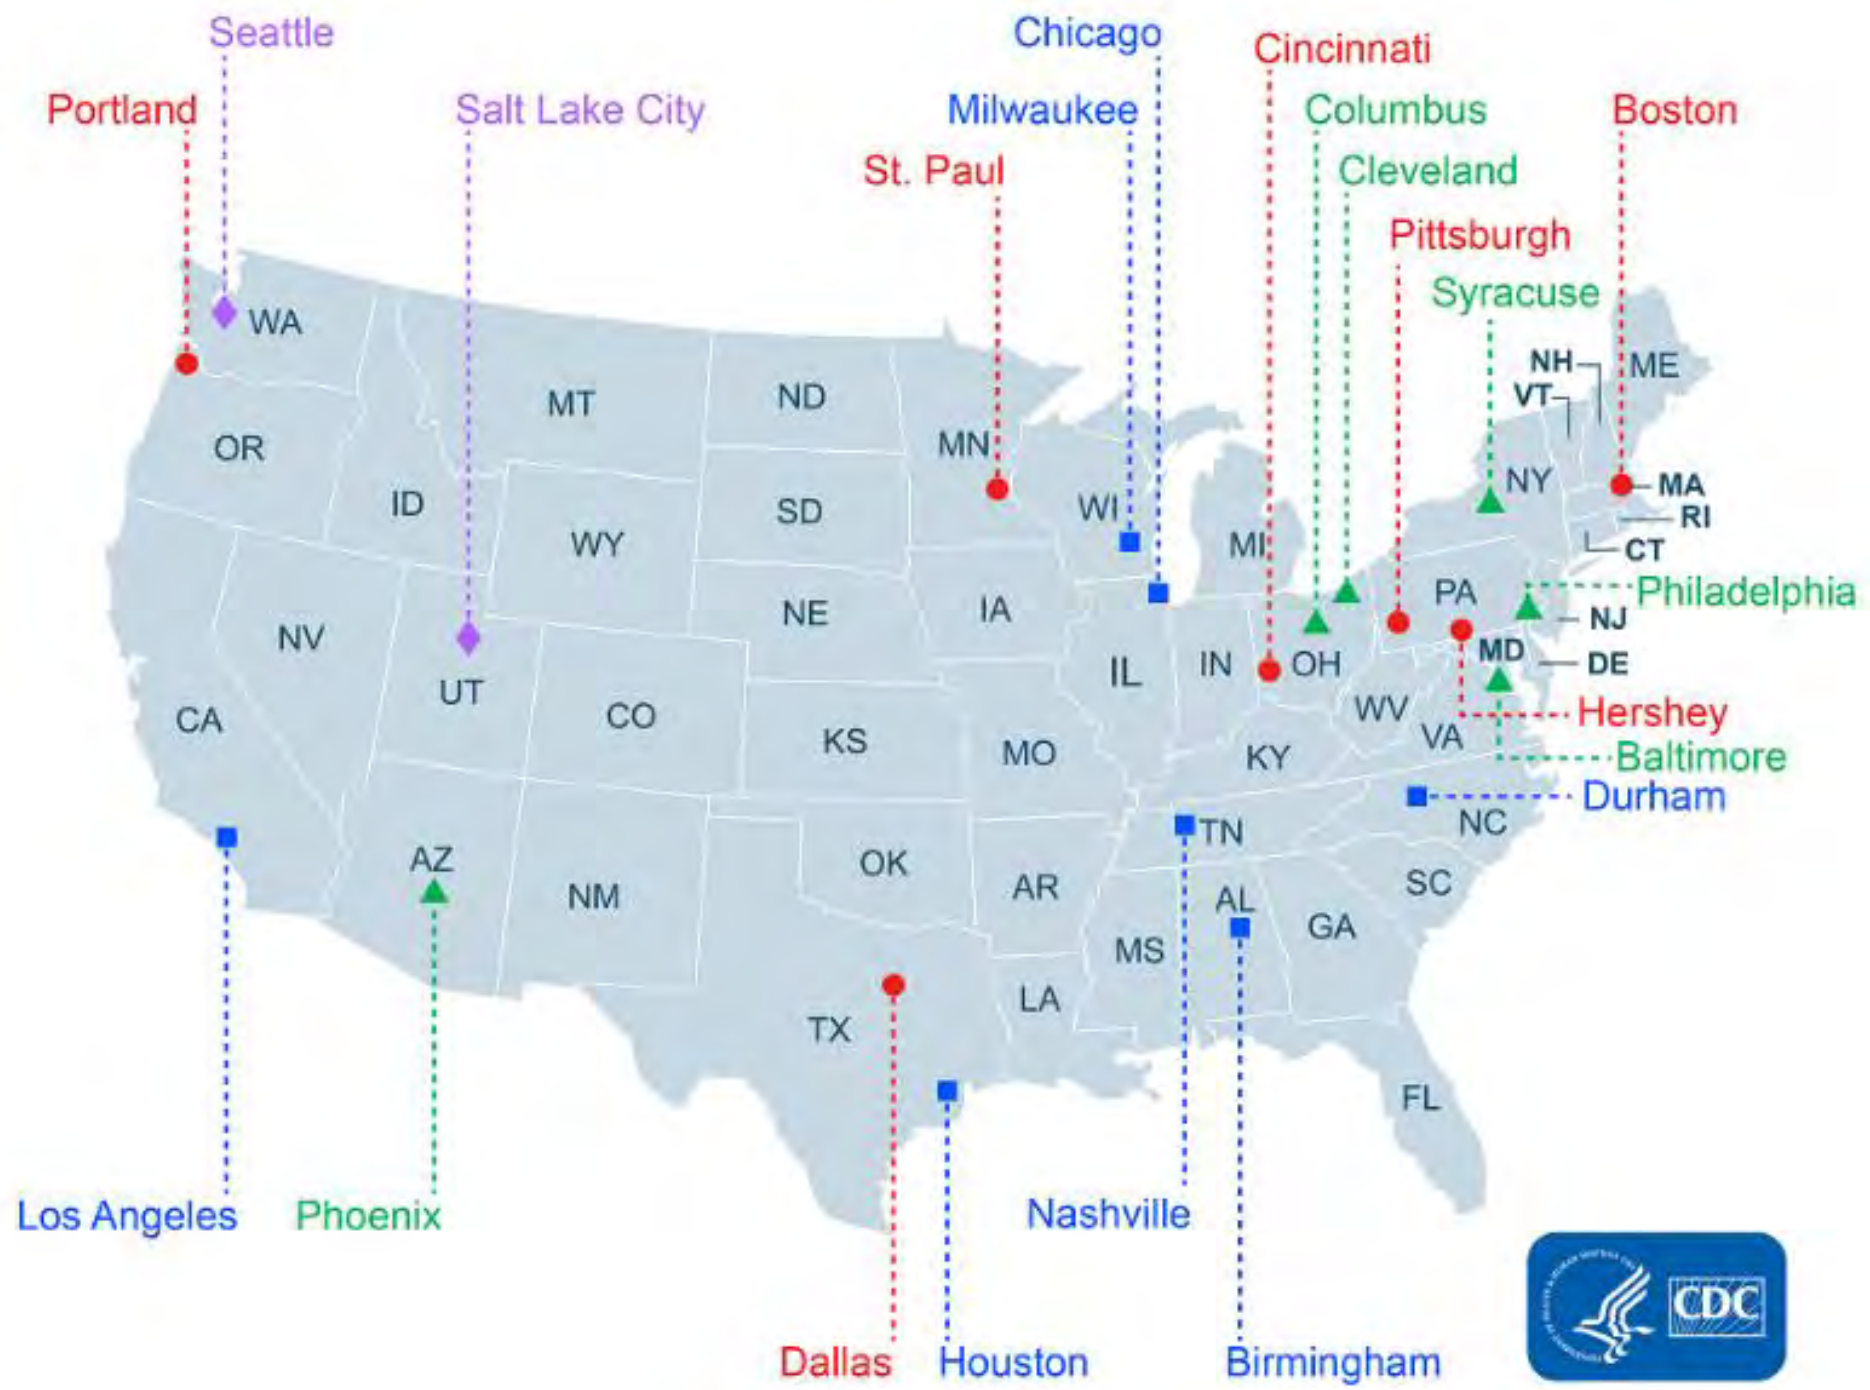 Seattle
Chicago
Cincinnati
Portland
Salt Lake City
Milwaukee
Columbus
Boston
St. Paul
Cleveland
Pittsburgh
Syracuse
WA
NH
ME
VT
MT
ND
OR
MN
NY
MA
ID
SD
WI
RI
WY
MI
CT
PA
Philadelphia
NE
IA
NJ
NV
MD
IL
IN
OH
DE
UT
CA
CO
WV
Hershey
KS
MO
KY
VA
Baltimore
Durham
TN
NC
AZ
OK
AR
SC
NM
AL
GA
MS
LA
TX
FL
Los Angeles
Phoenix
Nashville
CDC
Dallas
Houston
Birmingham